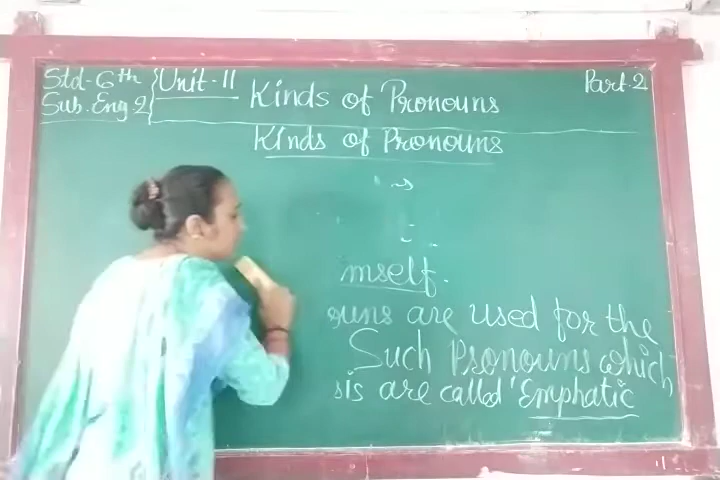 Std-6th Unit-11 Kinds of Pronouns Part-2
Sub. Eng.2
Kinds of Pronouns
mself.
uns are used for the
Such Pronouns which
sis are called 'Emphatic